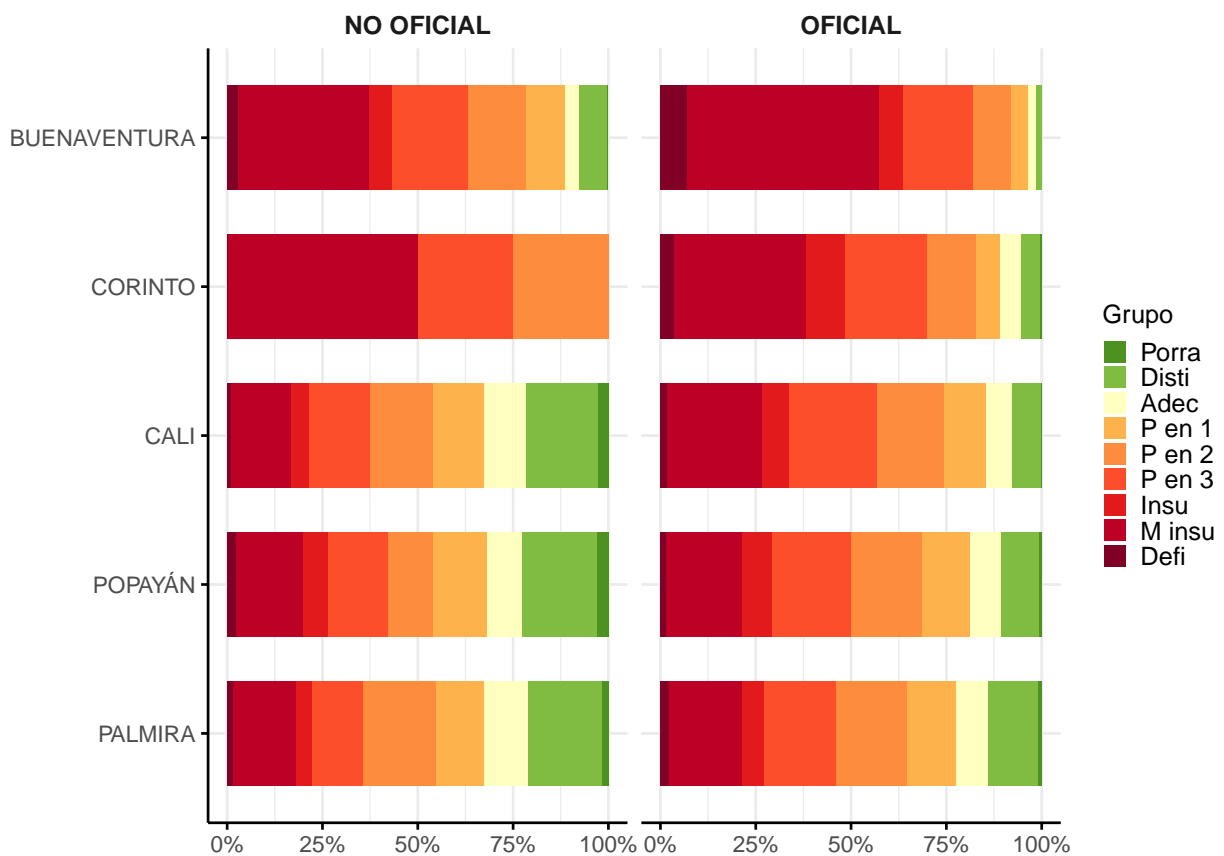 NO OFICIAL
OFICIAL
BUENAVENTURA
CORINTO
CALI
POPAYÁN
PALMIRA
0% 25% 50% 75% 100%
0% 25% 50% 75% 100%
Grupo
Porra
Disti
Adec
P en 1
P en 2
P en 3
Insu
M insu
Defi